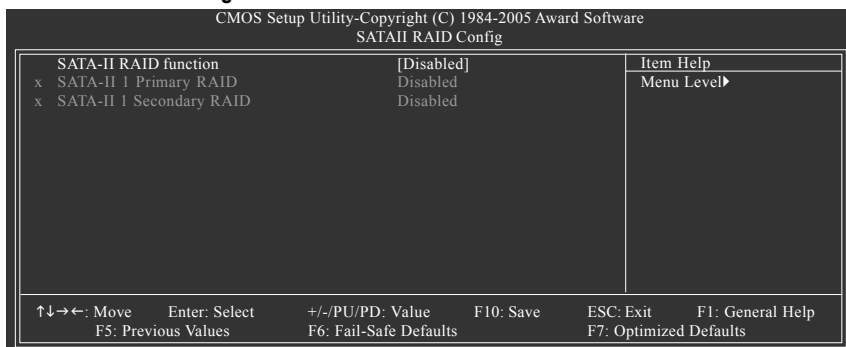 CMOS Setup Utility-Copyright (C) 1984-2005 Award Software
SATAII RAID Config
SATA-II RAID function [Disabled] Item Help
x SATA-II 1 Primary RAID Disabled Menu Level▶
x SATA-II 1 Secondary RAID Disabled
↑↓→←: Move Enter: Select +/-/PU/PD: Value F10: Save ESC: Exit F1: General Help
F5: Previous Values F6: Fail-Safe Defaults F7: Optimized Defaults